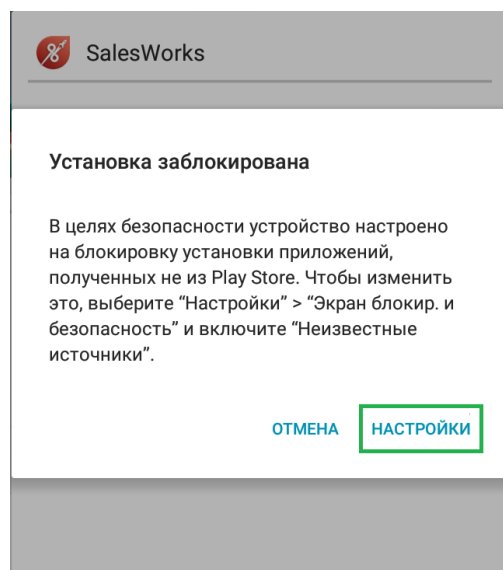 SalesWorks
Установка заблокирована
В целях безопасности устройство настроено
на блокировку установки приложений,
полученных не из Play Store. Чтобы изменить
это, выберите “Настройки” > “Экран блокир. и
безопасность” и включите “Неизвестные
источники”.
ОТМЕНА НАСТРОЙКИ